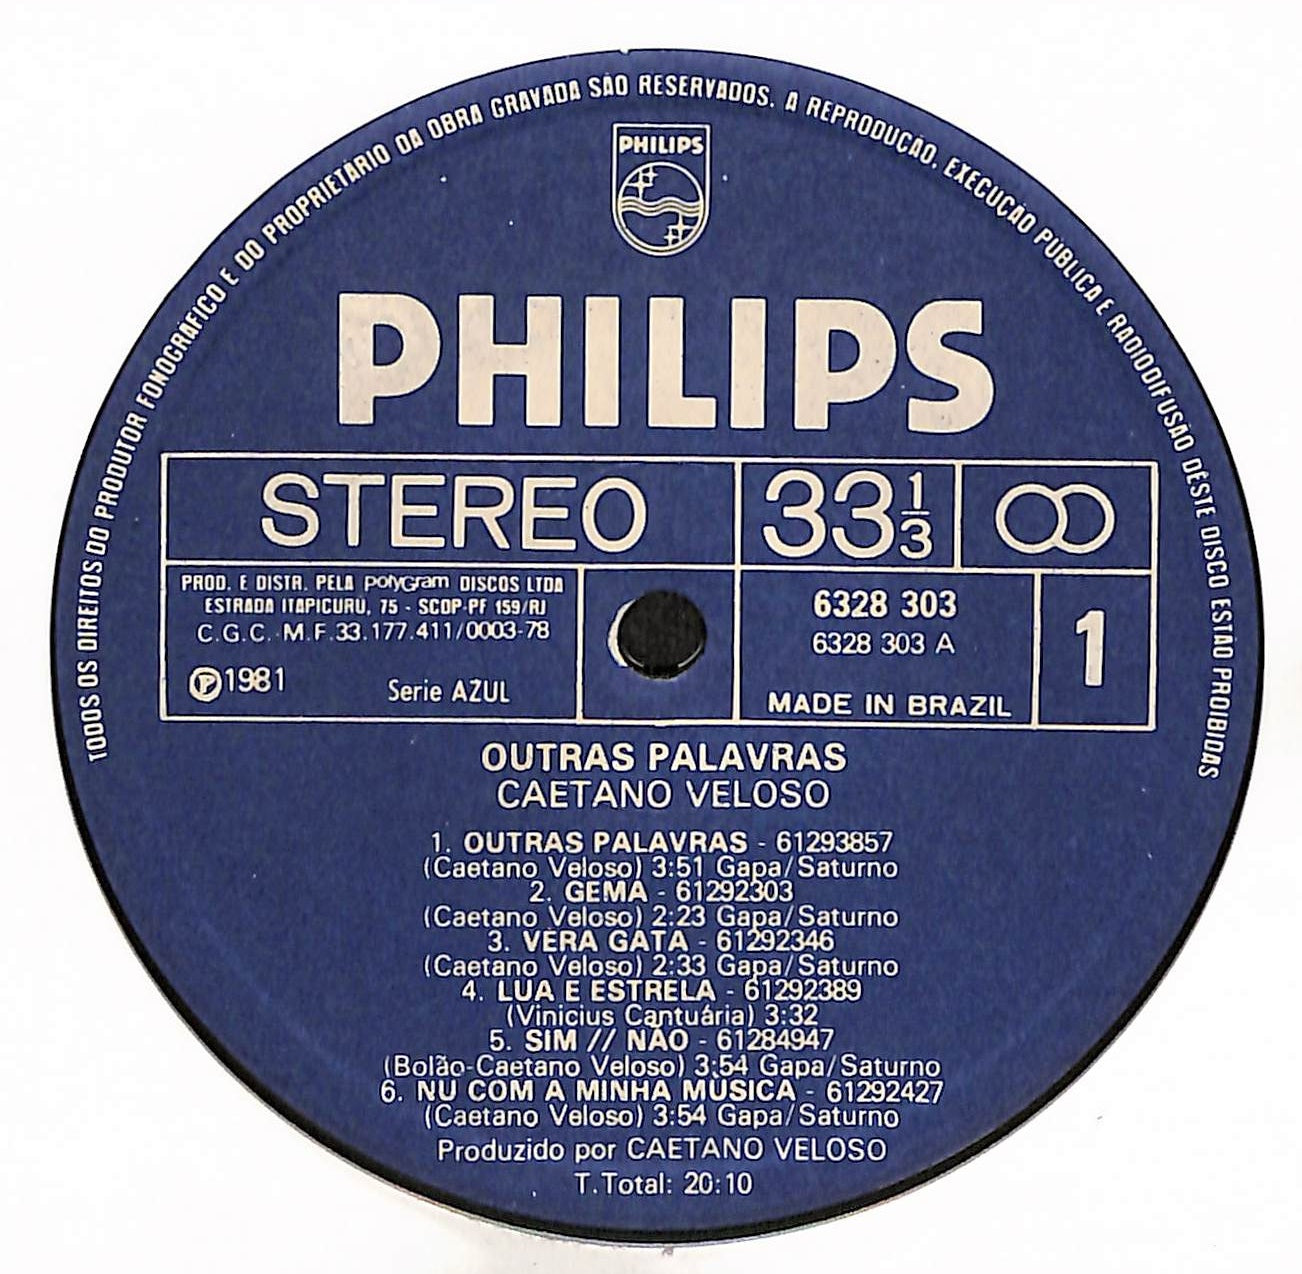 TODOS OS DIREITOS DO PRODUTOR FONOGRÁFICO E DO PROPRIETÁRIO DA OBRA GRAVADA SÃO RESERVADOS. A REPRODUÇÃO, EXECUÇÃO PÚBLICA E RADIODIFUSÃO DÊSTE DISCO ESTÃO PROIBIDAS
PHILIPS
PHILIPS
STEREO
33 1/3
PROD. E DISTR. PELA polyGram DISCOS LTDA
ESTRADA ITAPICURU, 75 - SCDP-PF 159/RJ
C.G.C. M.F.33.177.411/0003-78
Ⓟ1981
Serie AZUL
6328 303
6328 303 A
MADE IN BRAZIL
1
OUTRAS PALAVRAS
CAETANO VELOSO
1. OUTRAS PALAVRAS - 61293857
(Caetano Veloso) 3:51 Gapa/Saturno
2. GEMA - 61292303
(Caetano Veloso) 2:23 Gapa/Saturno
3. VERA GATA - 61292346
(Caetano Veloso) 2:33 Gapa/Saturno
4. LUA E ESTRELA - 61292389
(Vinicius Cantuária) 3:32
5. SIM // NÃO - 61284947
(Bolão-Caetano Veloso) 3:54 Gapa/Saturno
6. NU COM A MINHA MÚSICA - 61292427
(Caetano Veloso) 3:54 Gapa/Saturno
Produzido por CAETANO VELOSO
T.Total: 20:10